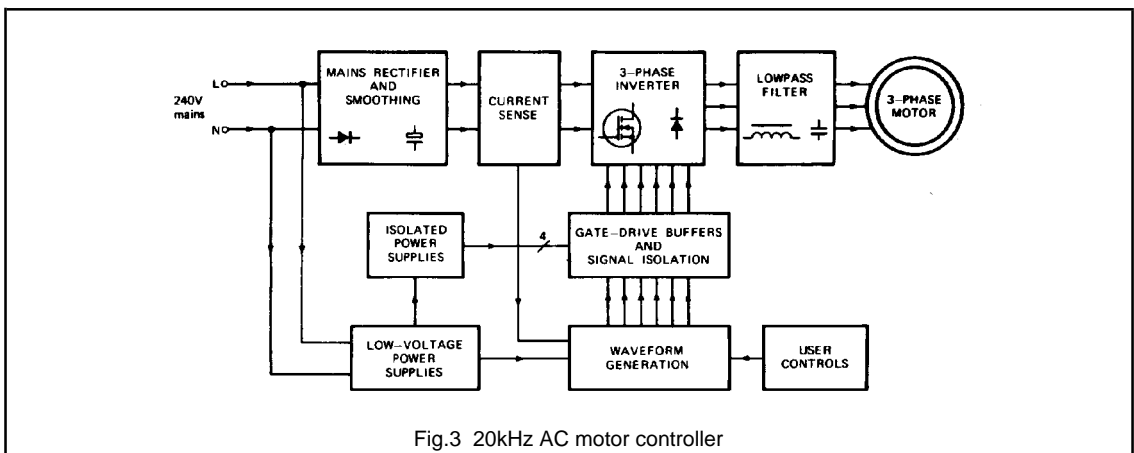 L
240V
mains
N
MAINS RECTIFIER
AND
SMOOTHING
CURRENT
SENSE
3-PHASE
INVERTER
LOWPASS
FILTER
3-PHASE
MOTOR
ISOLATED
POWER
SUPPLIES
4
GATE-DRIVE BUFFERS
AND
SIGNAL ISOLATION
LOW-VOLTAGE
POWER
SUPPLIES
WAVEFORM
GENERATION
USER
CONTROLS
Fig.3 20kHz AC motor controller